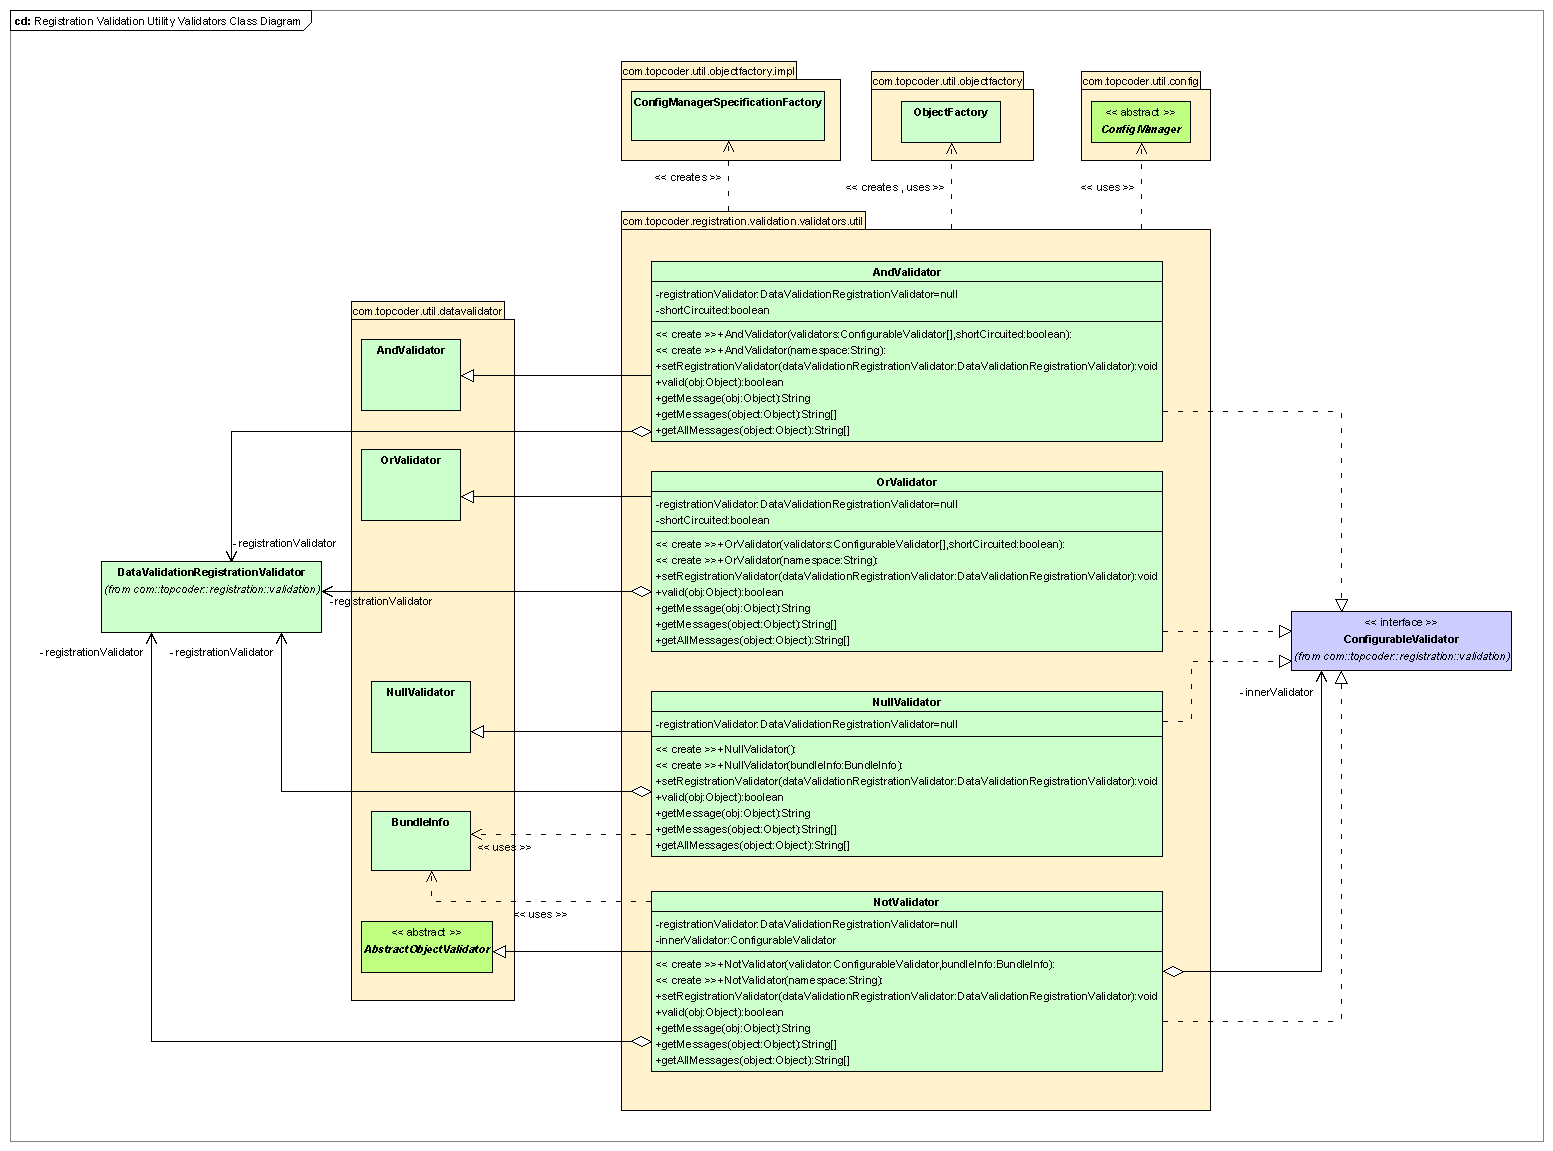 cd: Registration Validation Utility Validators Class Diagram
com.topcoder.util.objectfactory.impl
ConfigManagerSpecificationFactory
com.topcoder.util.objectfactory
ObjectFactory
com.topcoder.util.config
<< abstract >>
ConfigManager
<< creates >>
<< creates , uses >>
<< uses >>
com.topcoder.registration.validation.validators.util
AndValidator
-registrationValidator:DataValidationRegistrationValidator=null
-shortCircuited:boolean
<< create >>+AndValidator(validators:ConfigurableValidator[],shortCircuited:boolean):
<< create >>+AndValidator(namespace:String):
+setRegistrationValidator(dataValidationRegistrationValidator:DataValidationRegistrationValidator):void
+valid(obj:Object):boolean
+getMessage(obj:Object):String
+getMessages(object:Object):String[]
+getAllMessages(object:Object):String[]
com.topcoder.util.datavalidator
AndValidator
OrValidator
OrValidator
-registrationValidator:DataValidationRegistrationValidator=null
-shortCircuited:boolean
<< create >>+OrValidator(validators:ConfigurableValidator[],shortCircuited:boolean):
<< create >>+OrValidator(namespace:String):
+setRegistrationValidator(dataValidationRegistrationValidator:DataValidationRegistrationValidator):void
+valid(obj:Object):boolean
+getMessage(obj:Object):String
+getMessages(object:Object):String[]
+getAllMessages(object:Object):String[]
-registrationValidator
DataValidationRegistrationValidator
(from com::topcoder::registration::validation)
-registrationValidator
-registrationValidator
-registrationValidator
<< interface >>
ConfigurableValidator
(from com::topcoder::registration::validation)
-innerValidator
NullValidator
NullValidator
-registrationValidator:DataValidationRegistrationValidator=null
<< create >>+NullValidator():
<< create >>+NullValidator(bundleInfo:BundleInfo):
+setRegistrationValidator(dataValidationRegistrationValidator:DataValidationRegistrationValidator):void
+valid(obj:Object):boolean
+getMessage(obj:Object):String
+getMessages(object:Object):String[]
+getAllMessages(object:Object):String[]
BundleInfo
<< uses >>
<< uses >>
<< abstract >>
AbstractObjectValidator
NotValidator
-registrationValidator:DataValidationRegistrationValidator=null
-innerValidator:ConfigurableValidator
<< create >>+NotValidator(validator:ConfigurableValidator,bundleInfo:BundleInfo):
<< create >>+NotValidator(namespace:String):
+setRegistrationValidator(dataValidationRegistrationValidator:DataValidationRegistrationValidator):void
+valid(obj:Object):boolean
+getMessage(obj:Object):String
+getMessages(object:Object):String[]
+getAllMessages(object:Object):String[]